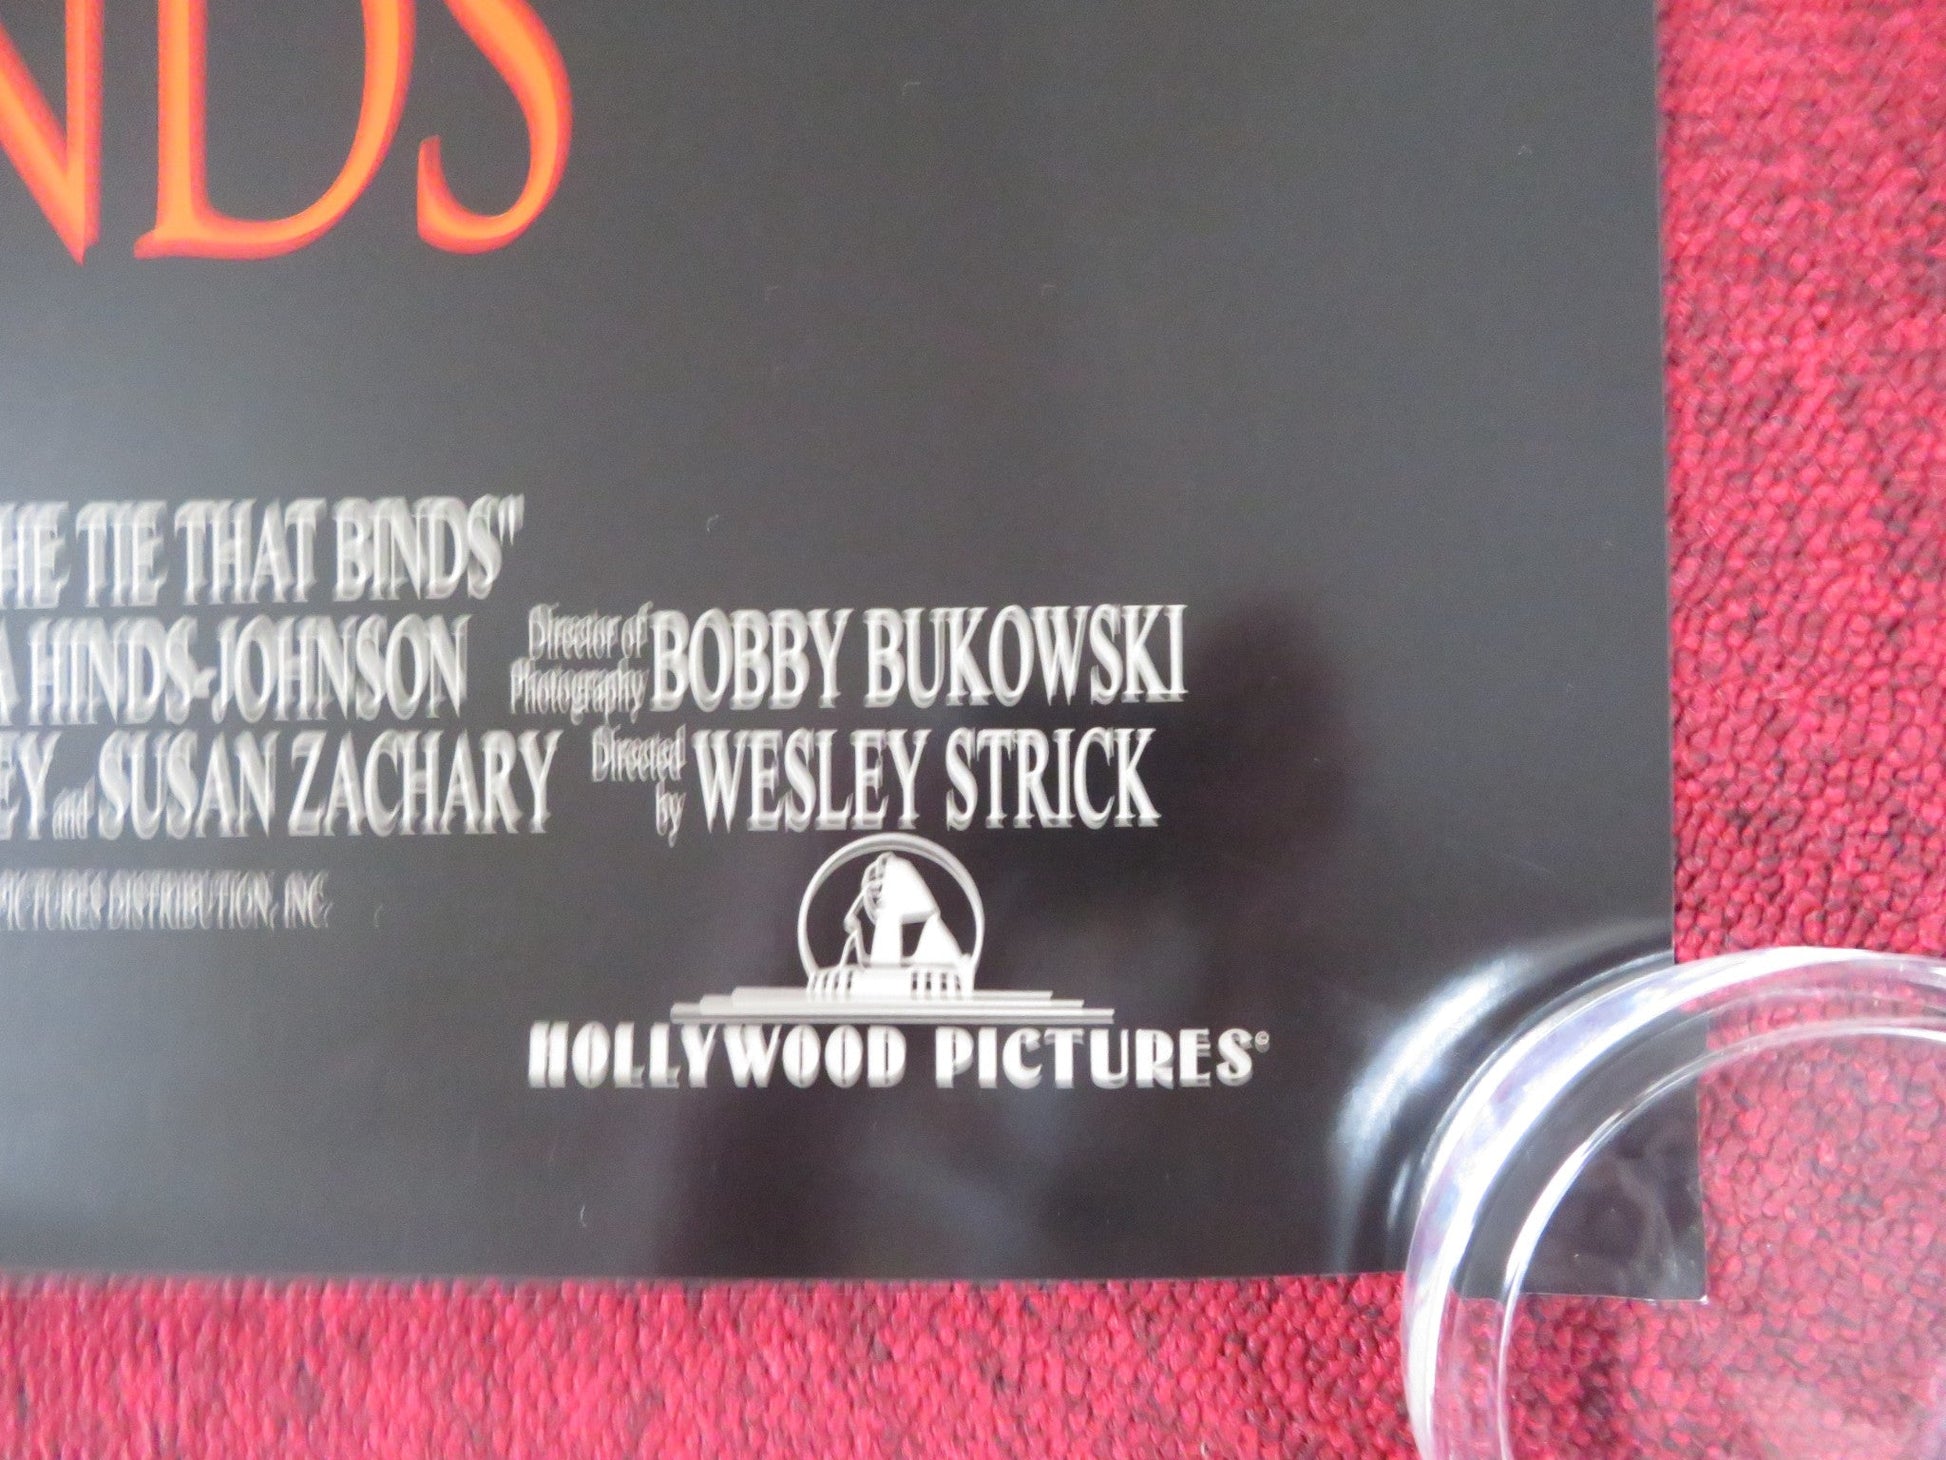 NDS
HE TIE THAT BINDS"
A HINDS-JOHNSON Director of Photography BOBBY BUKOWSKI
EY and SUSAN ZACHARY Directed by WESLEY STRICK
PICTURES DISTRIBUTION, INC.
HOLLYWOOD PICTURES